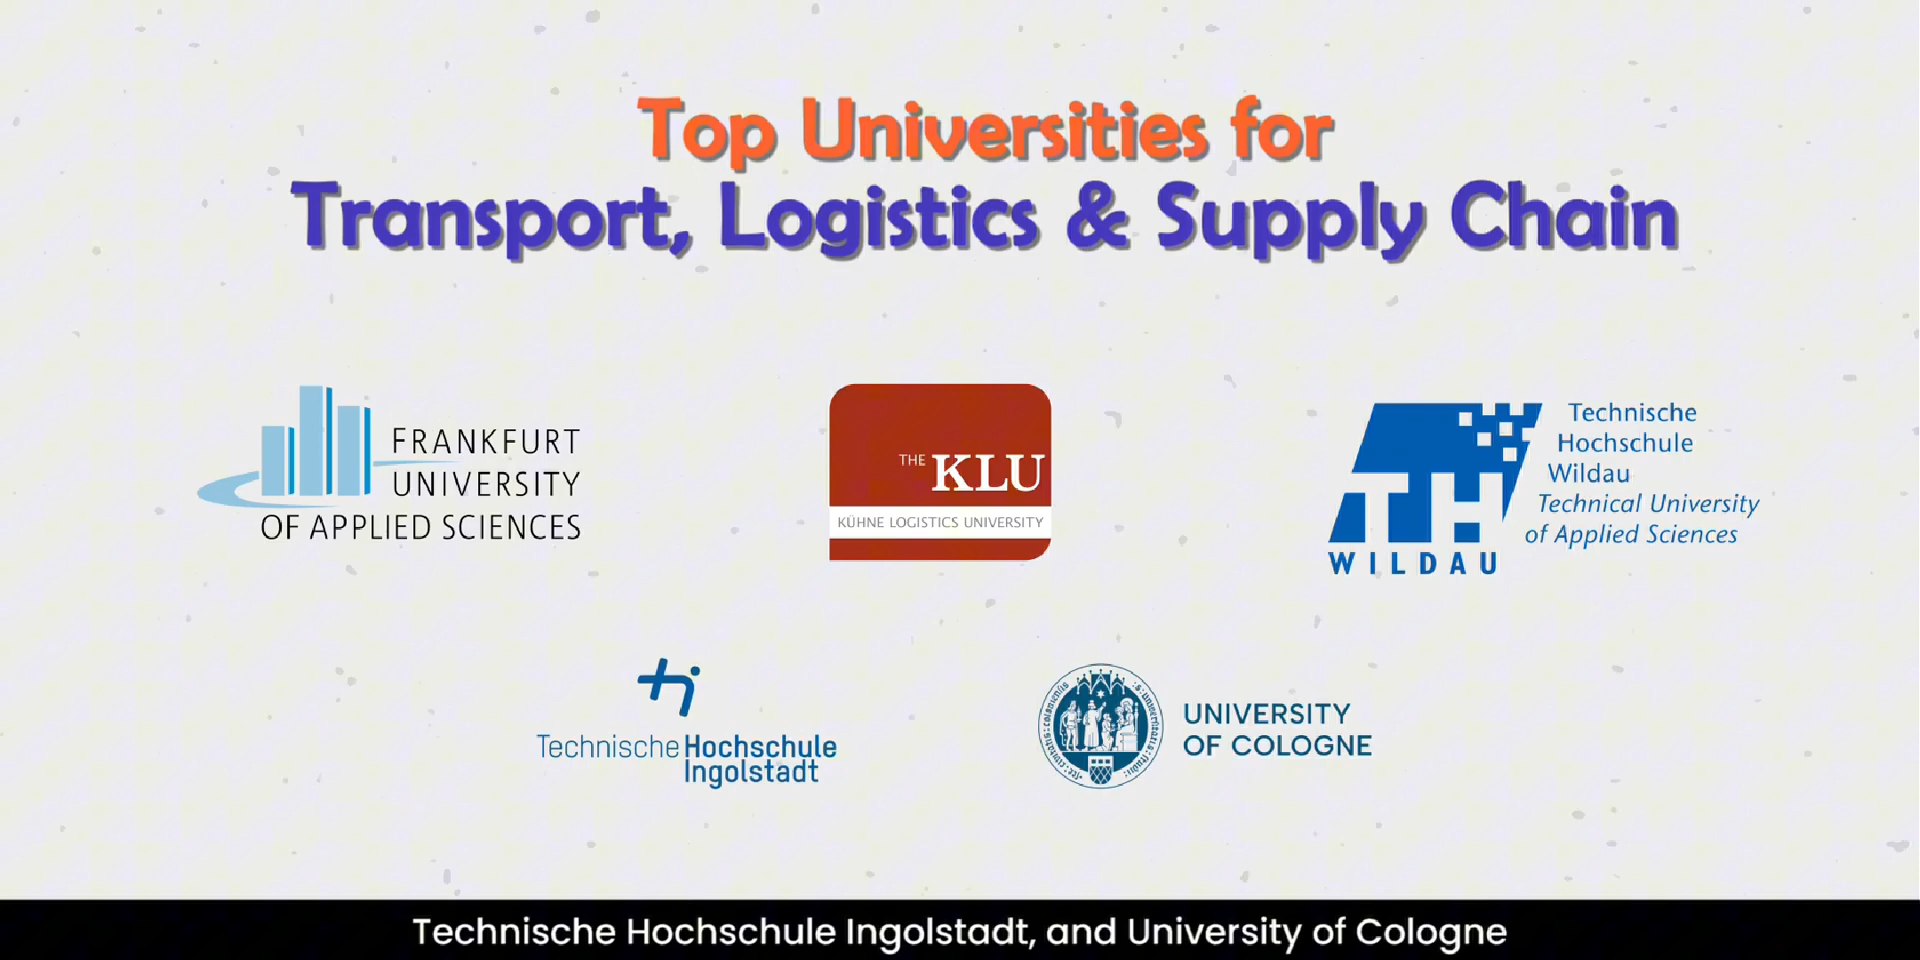 Top Universities for
Transport, Logistics & Supply Chain
FRANKFURT
UNIVERSITY
OF APPLIED SCIENCES
THE KLU
KÜHNE LOGISTICS UNIVERSITY
TH
WILDAU
Technische
Hochschule
Wildau
Technical University
of Applied Sciences
Technische Hochschule
Ingolstadt
UNIVERSITY
OF COLOGNE
Technische Hochschule Ingolstadt, and University of Cologne